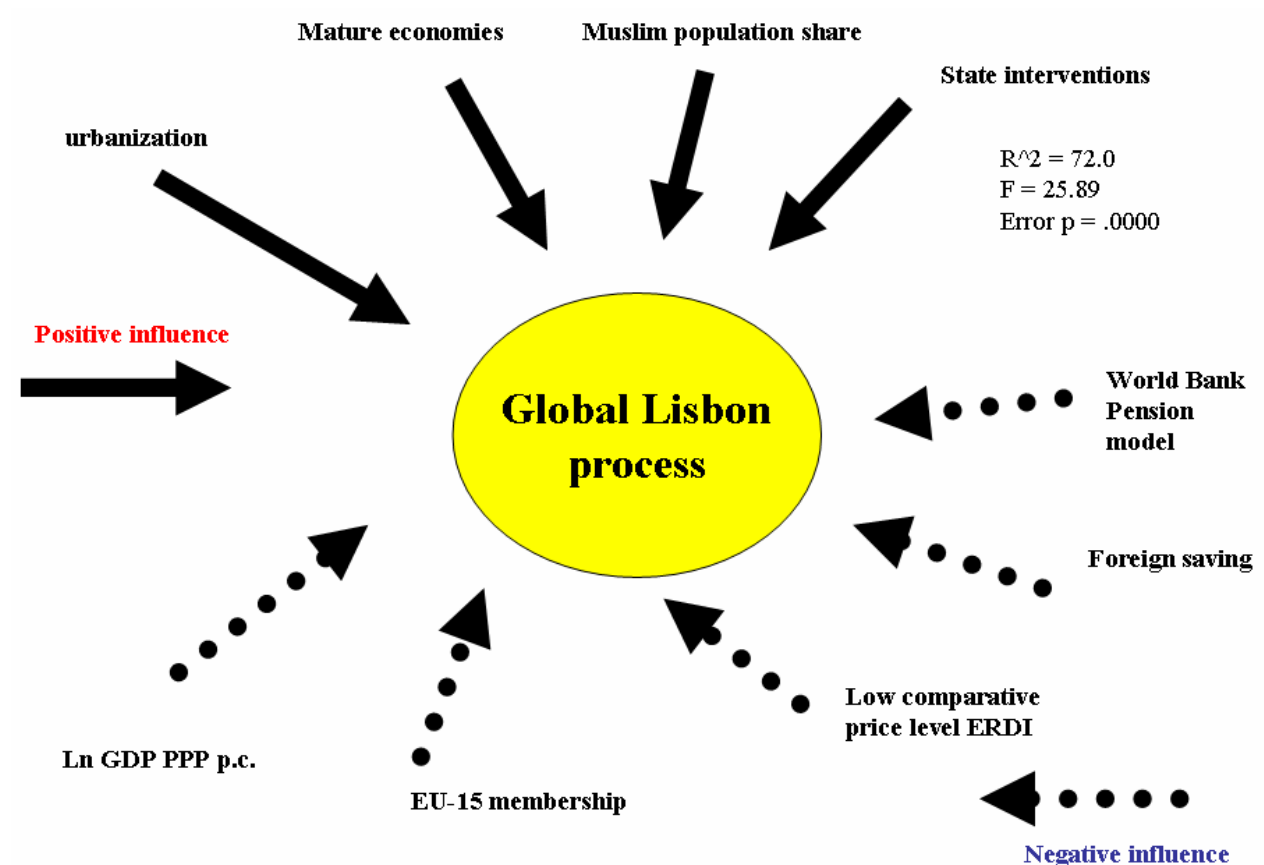 Mature economies
Muslim population share
State interventions
urbanization
R^2 = 72.0
F = 25.89
Error p = .0000
Positive influence
Global Lisbon
process
World Bank
Pension
model
Foreign saving
Low comparative
price level ERDI
Ln GDP PPP p.c.
EU-15 membership
Negative influence